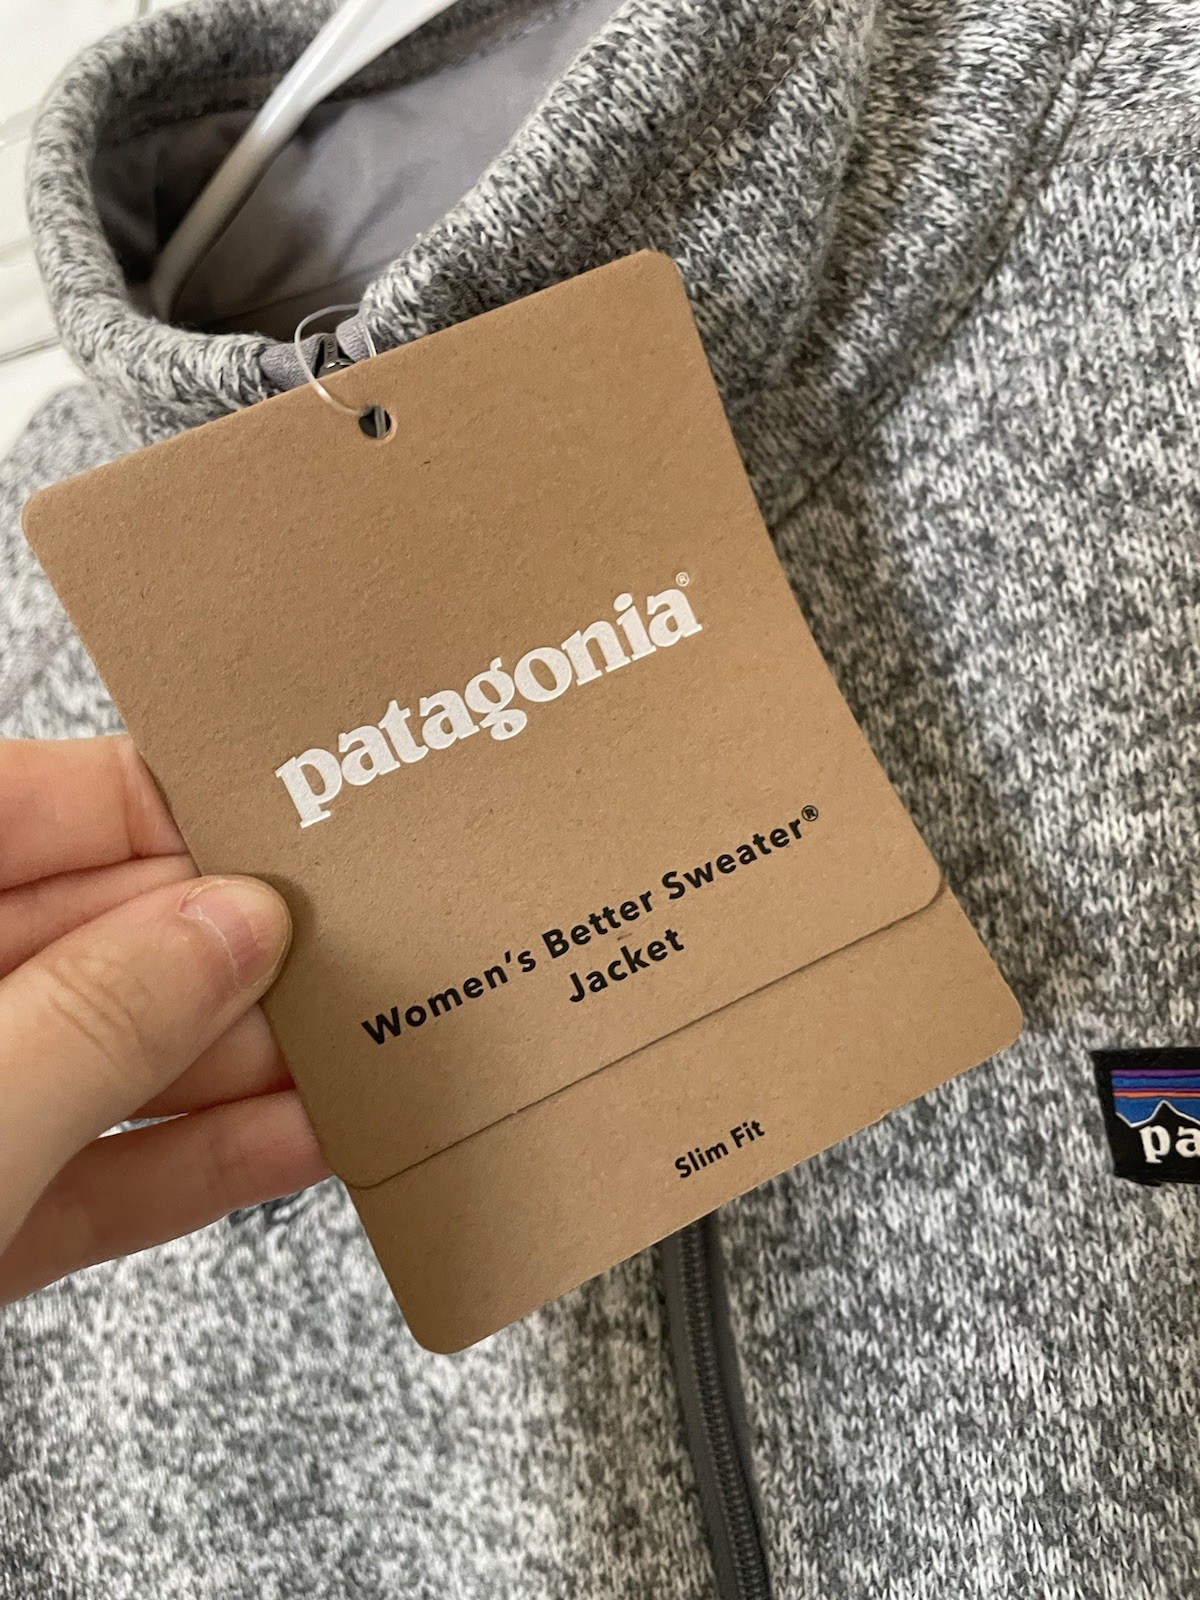 patagonia®
Women's Better Sweater®
Jacket
Slim Fit
pa